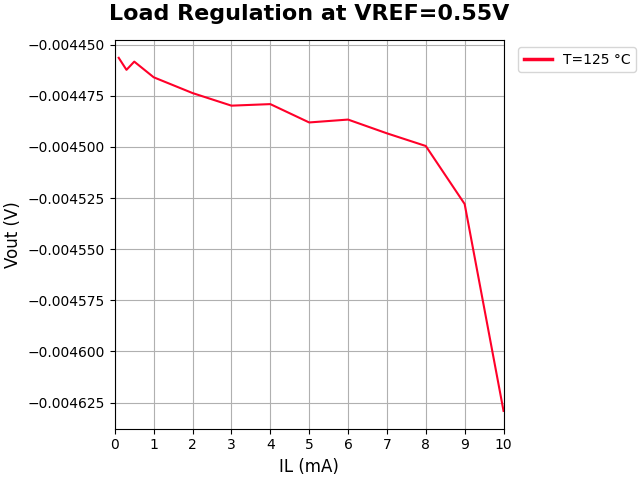 Load Regulation at VREF=0.55V
−0.004450
−0.004475
−0.004500
−0.004525
−0.004550
−0.004575
−0.004600
−0.004625
Vout (V)
0 1 2 3 4 5 6 7 8 9 10
IL (mA)
T=125 °C